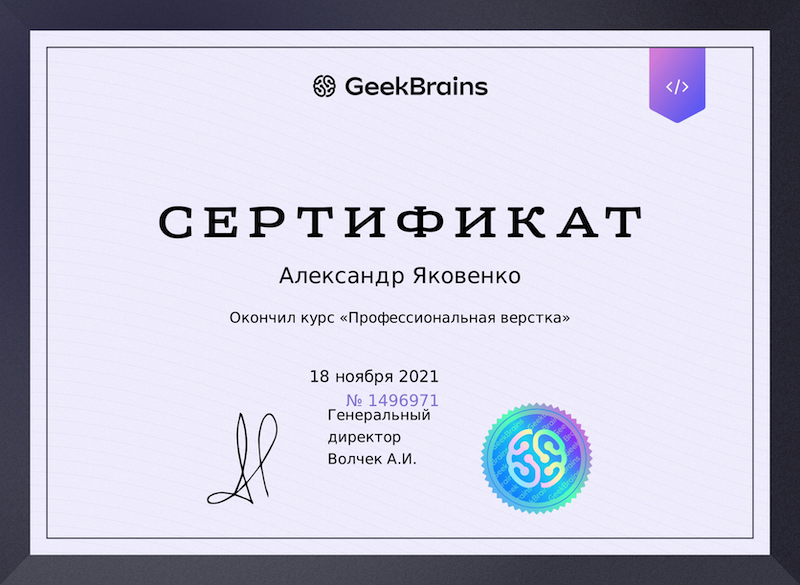 GeekBrains
</>
СЕРТИФИКАТ
Александр Яковенко
Окончил курс «Профессиональная верстка»
18 ноября 2021
№ 1496971
Генеральный
директор
Волчек А.И.